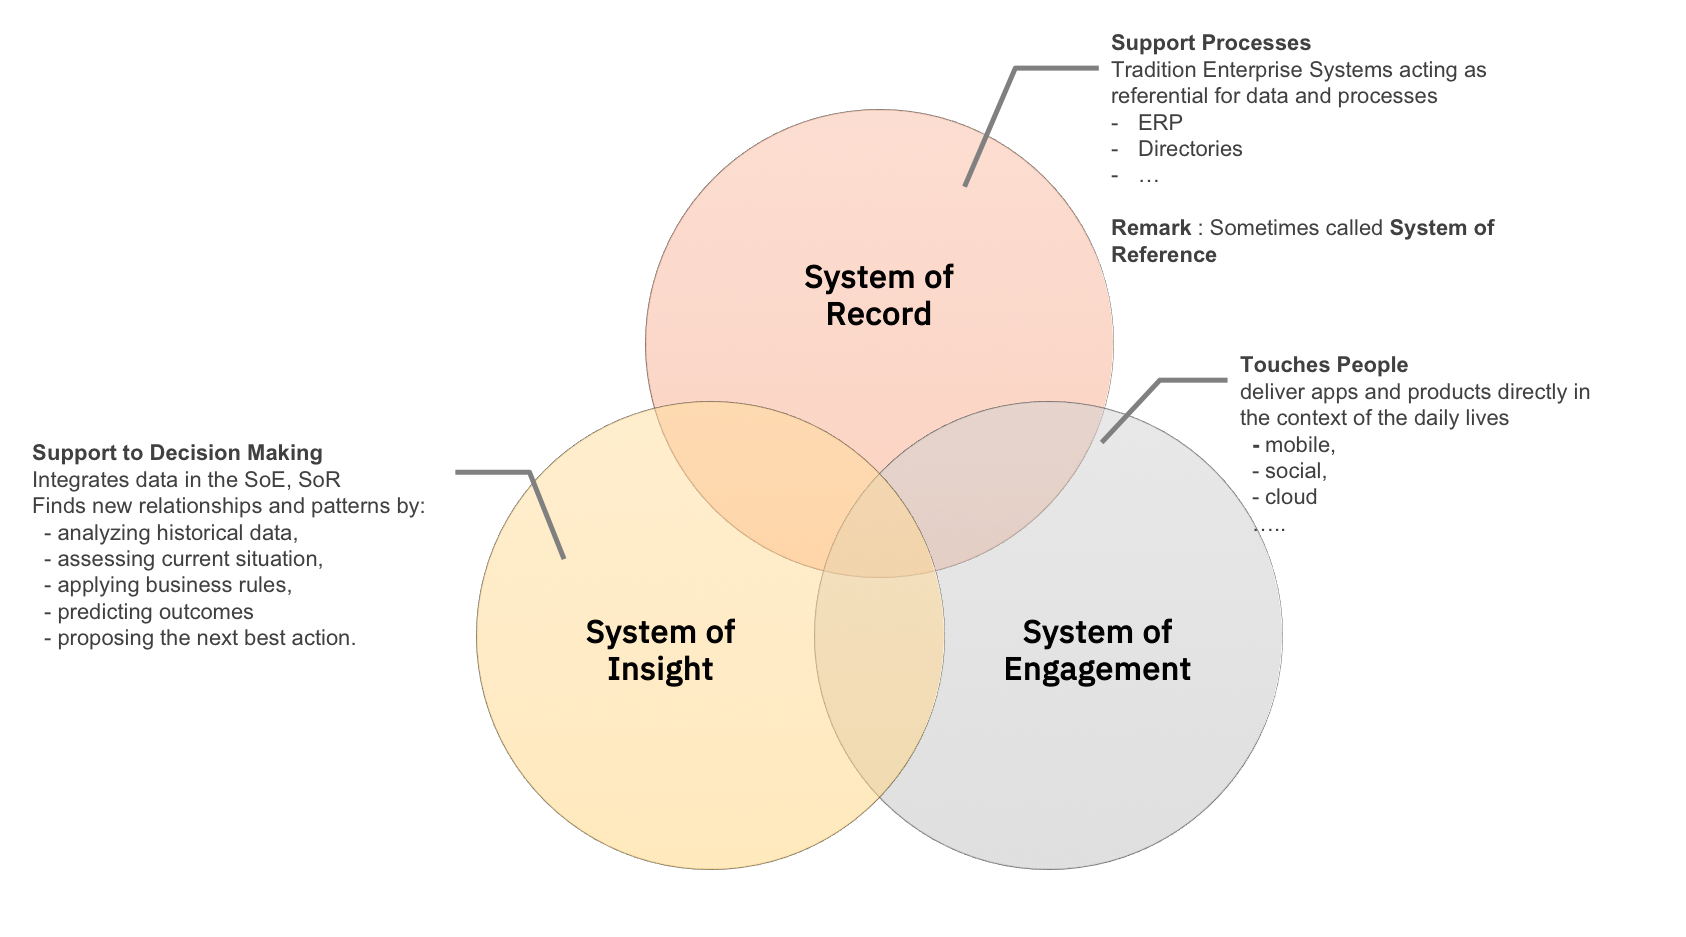 Support Processes
Tradition Enterprise Systems acting as
referential for data and processes
- ERP
- Directories
- …
Remark : Sometimes called System of
Reference
System of
Record
Touches People
deliver apps and products directly in
the context of the daily lives
- mobile,
- social,
- cloud
…..
Support to Decision Making
Integrates data in the SoE, SoR
Finds new relationships and patterns by:
- analyzing historical data,
- assessing current situation,
- applying business rules,
- predicting outcomes
- proposing the next best action.
System of
Insight
System of
Engagement